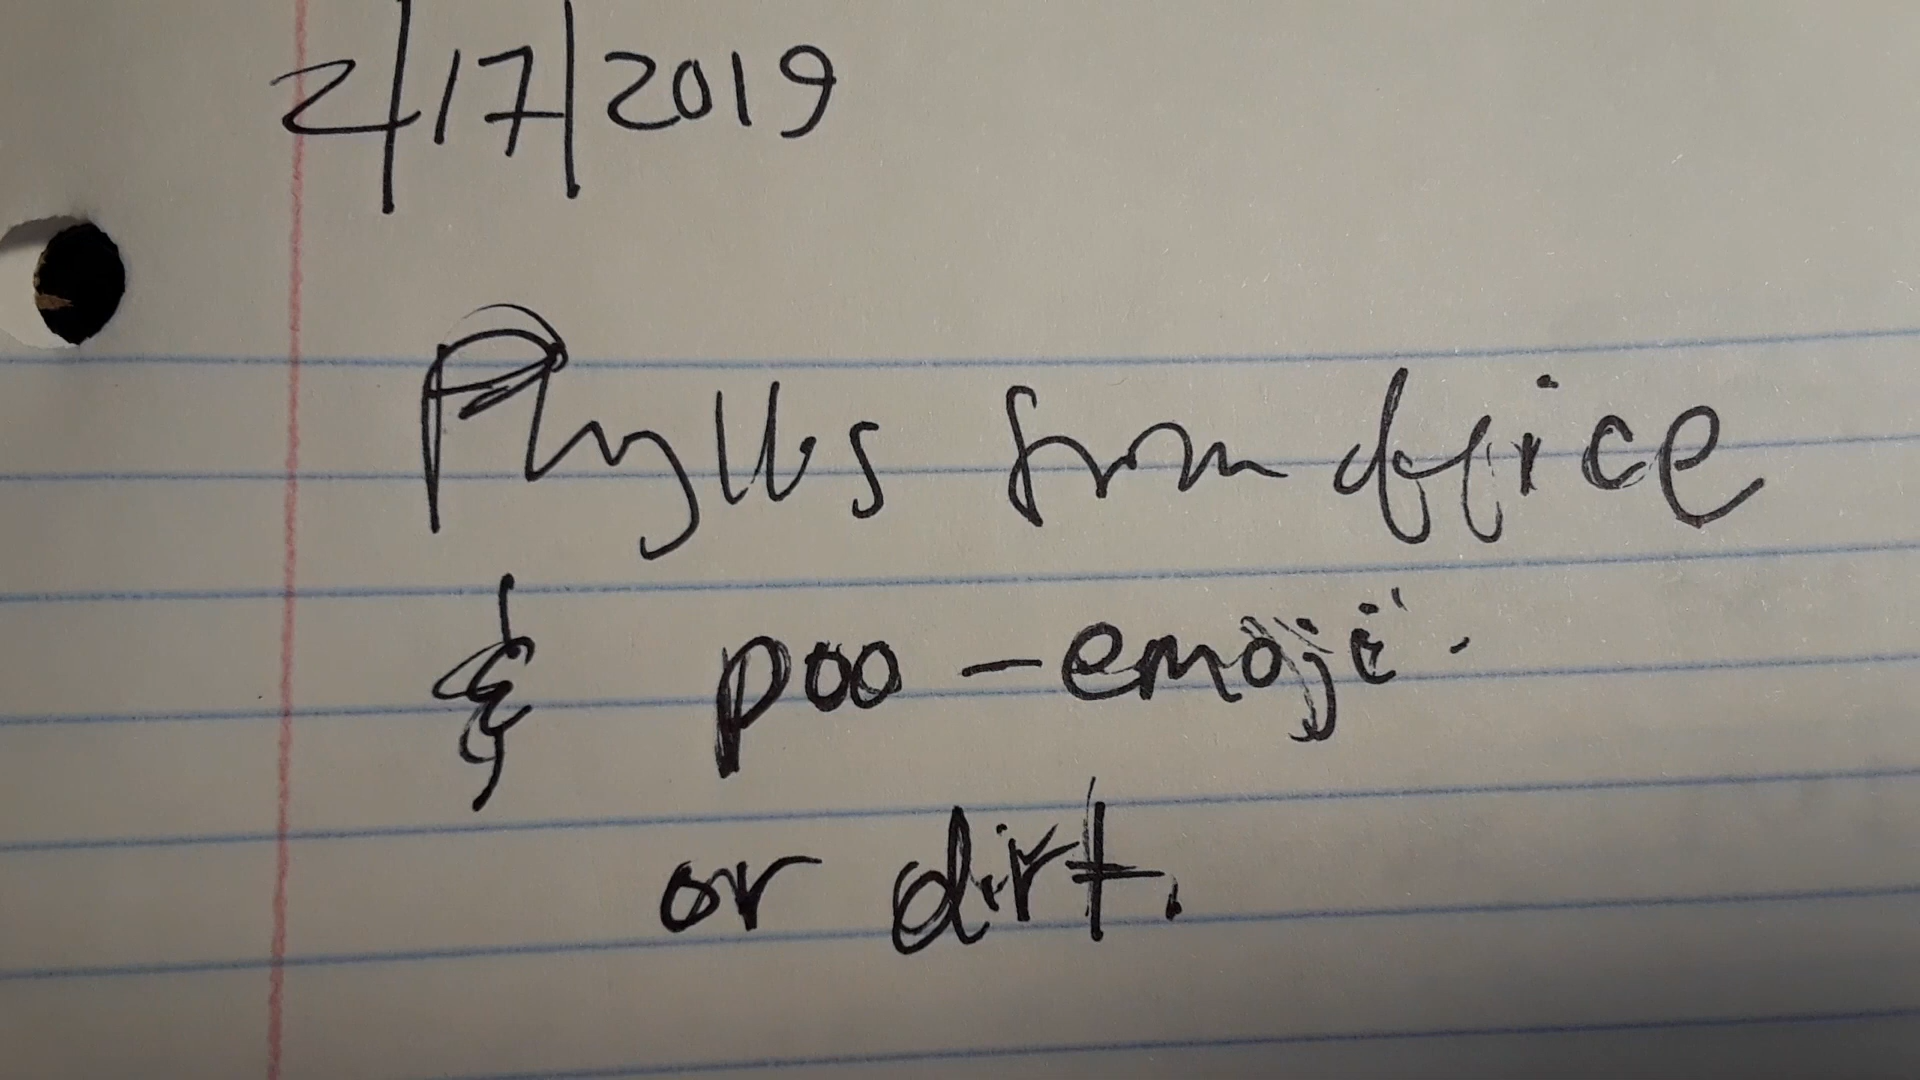 2/17/2019
Phyllis from office
& poo-emoji.
or dirt.